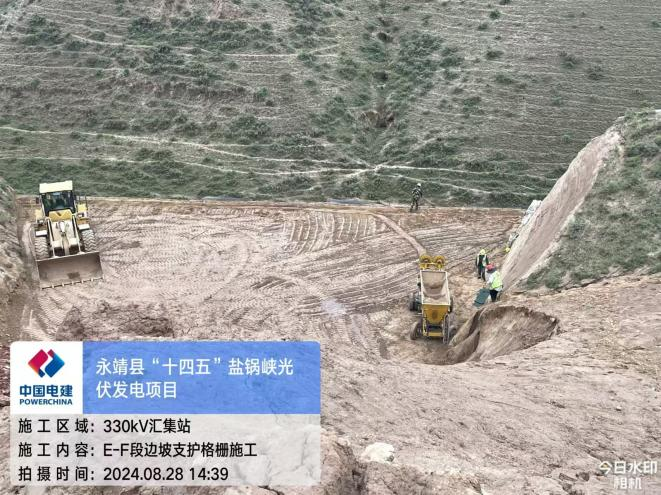 中国电建
POWERCHINA
永靖县“十四五”盐锅峡光
伏发电项目
施工区域：330kV汇集站
施工内容：E-F段边坡支护格栅施工
拍摄时间：2024.08.28 14:39
今日水印
相机